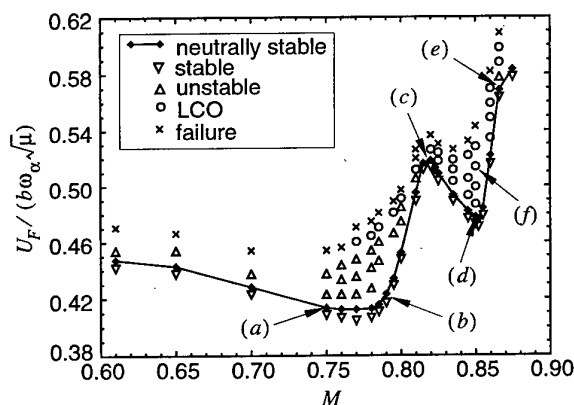 0.62
0.58
0.54
0.50
0.46
0.42
0.38
U_F / (bω_α√μ)
neutrally stable
stable
unstable
LCO
failure
(e)
(c)
(f)
(d)
(a)
(b)
0.60 0.65 0.70 0.75 0.80 0.85 0.90
M